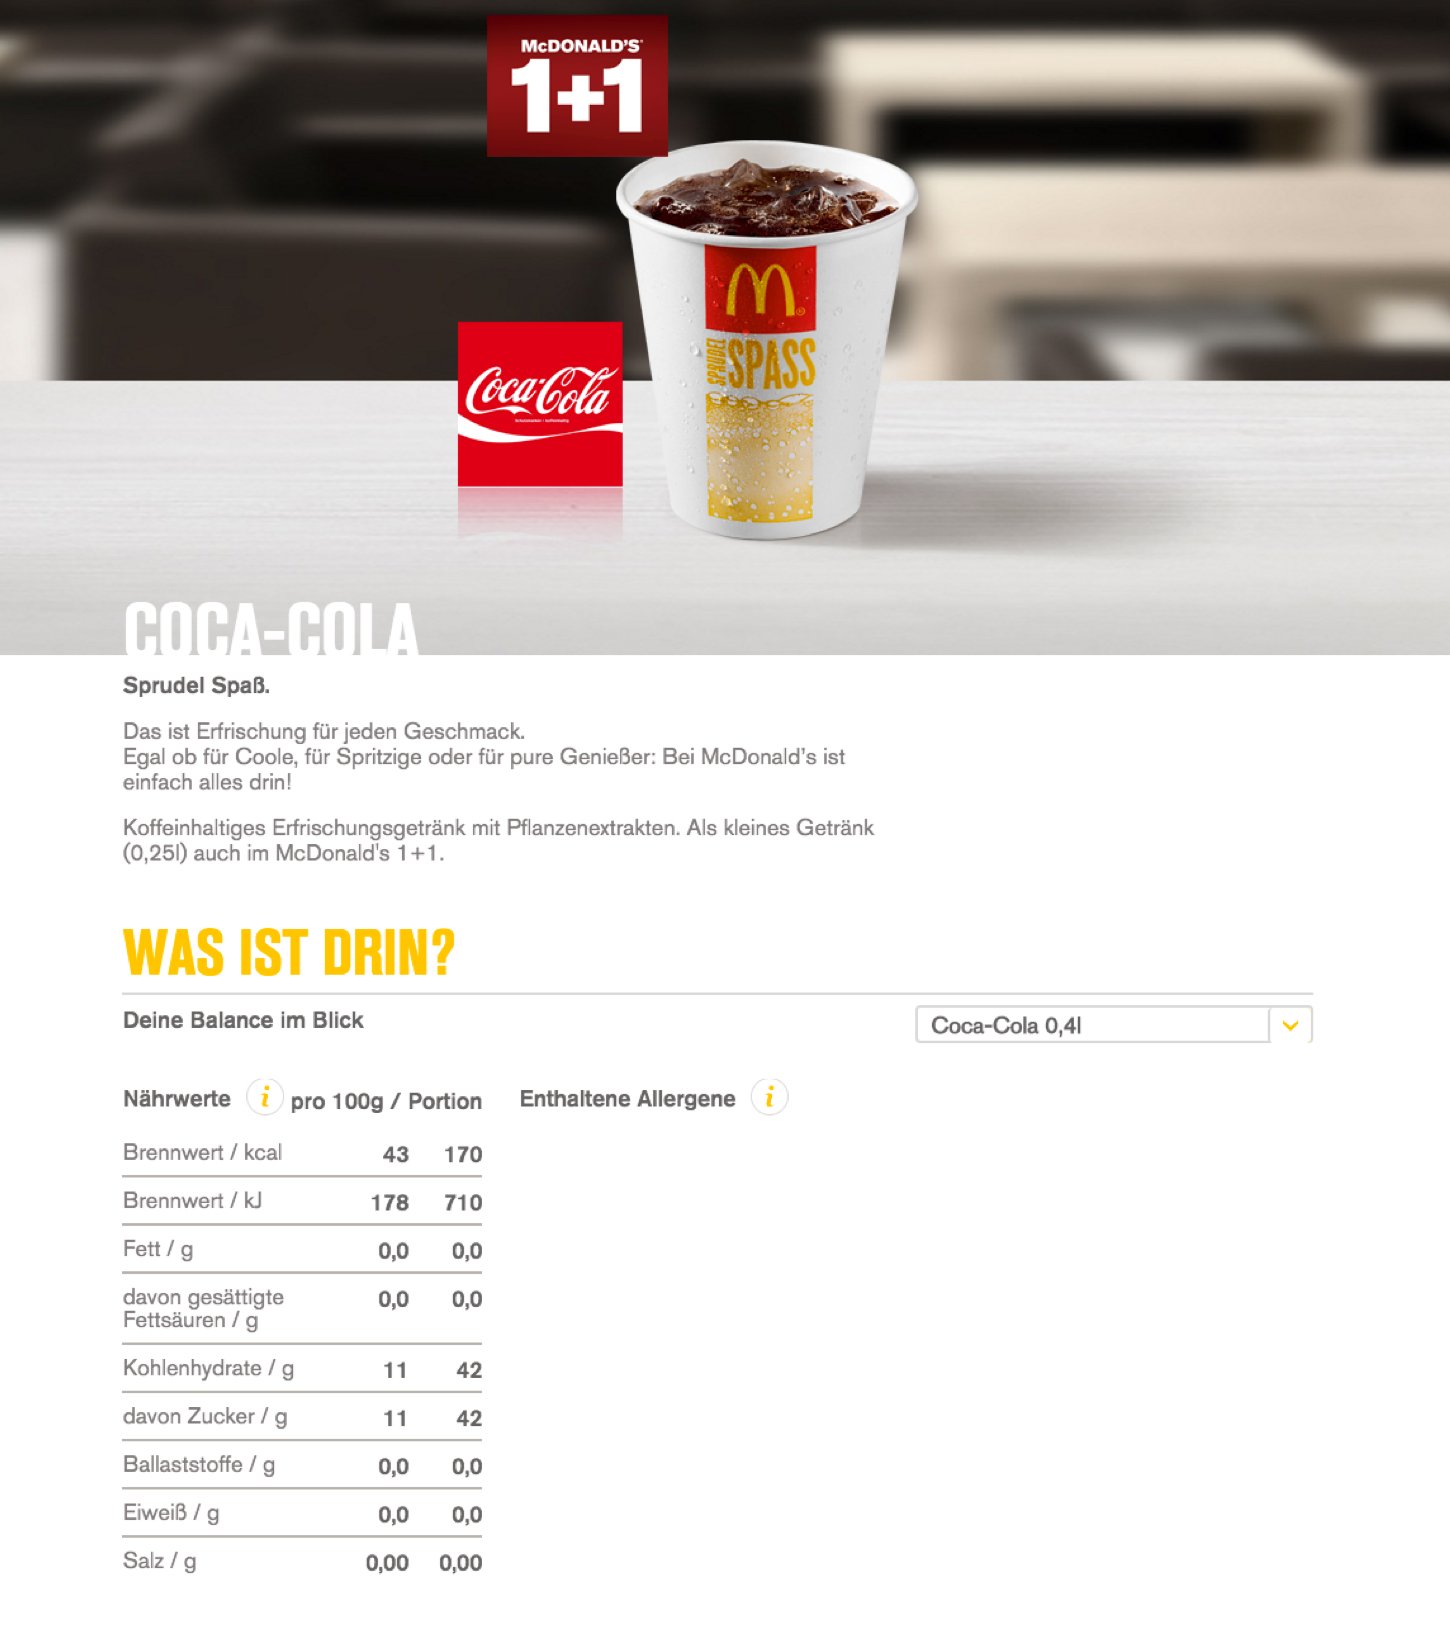 McDONALD'S
1+1
SPRUDEL
SPASS
Coca-Cola
COCA-COLA
Sprudel Spaß.
Das ist Erfrischung für jeden Geschmack.
Egal ob für Coole, für Spritzige oder für pure Genießer: Bei McDonald's ist
einfach alles drin!
Koffeinhaltiges Erfrischungsgetränk mit Pflanzenextrakten. Als kleines Getränk
(0,25l) auch im McDonald's 1+1.
WAS IST DRIN?
Deine Balance im Blick
Coca-Cola 0,4l
Nährwerte i pro 100g / Portion
Enthaltene Allergene i
Brennwert / kcal 43 170
Brennwert / kJ 178 710
Fett / g 0,0 0,0
davon gesättigte 0,0 0,0
Fettsäuren / g
Kohlenhydrate / g 11 42
davon Zucker / g 11 42
Ballaststoffe / g 0,0 0,0
Eiweiß / g 0,0 0,0
Salz / g 0,00 0,00